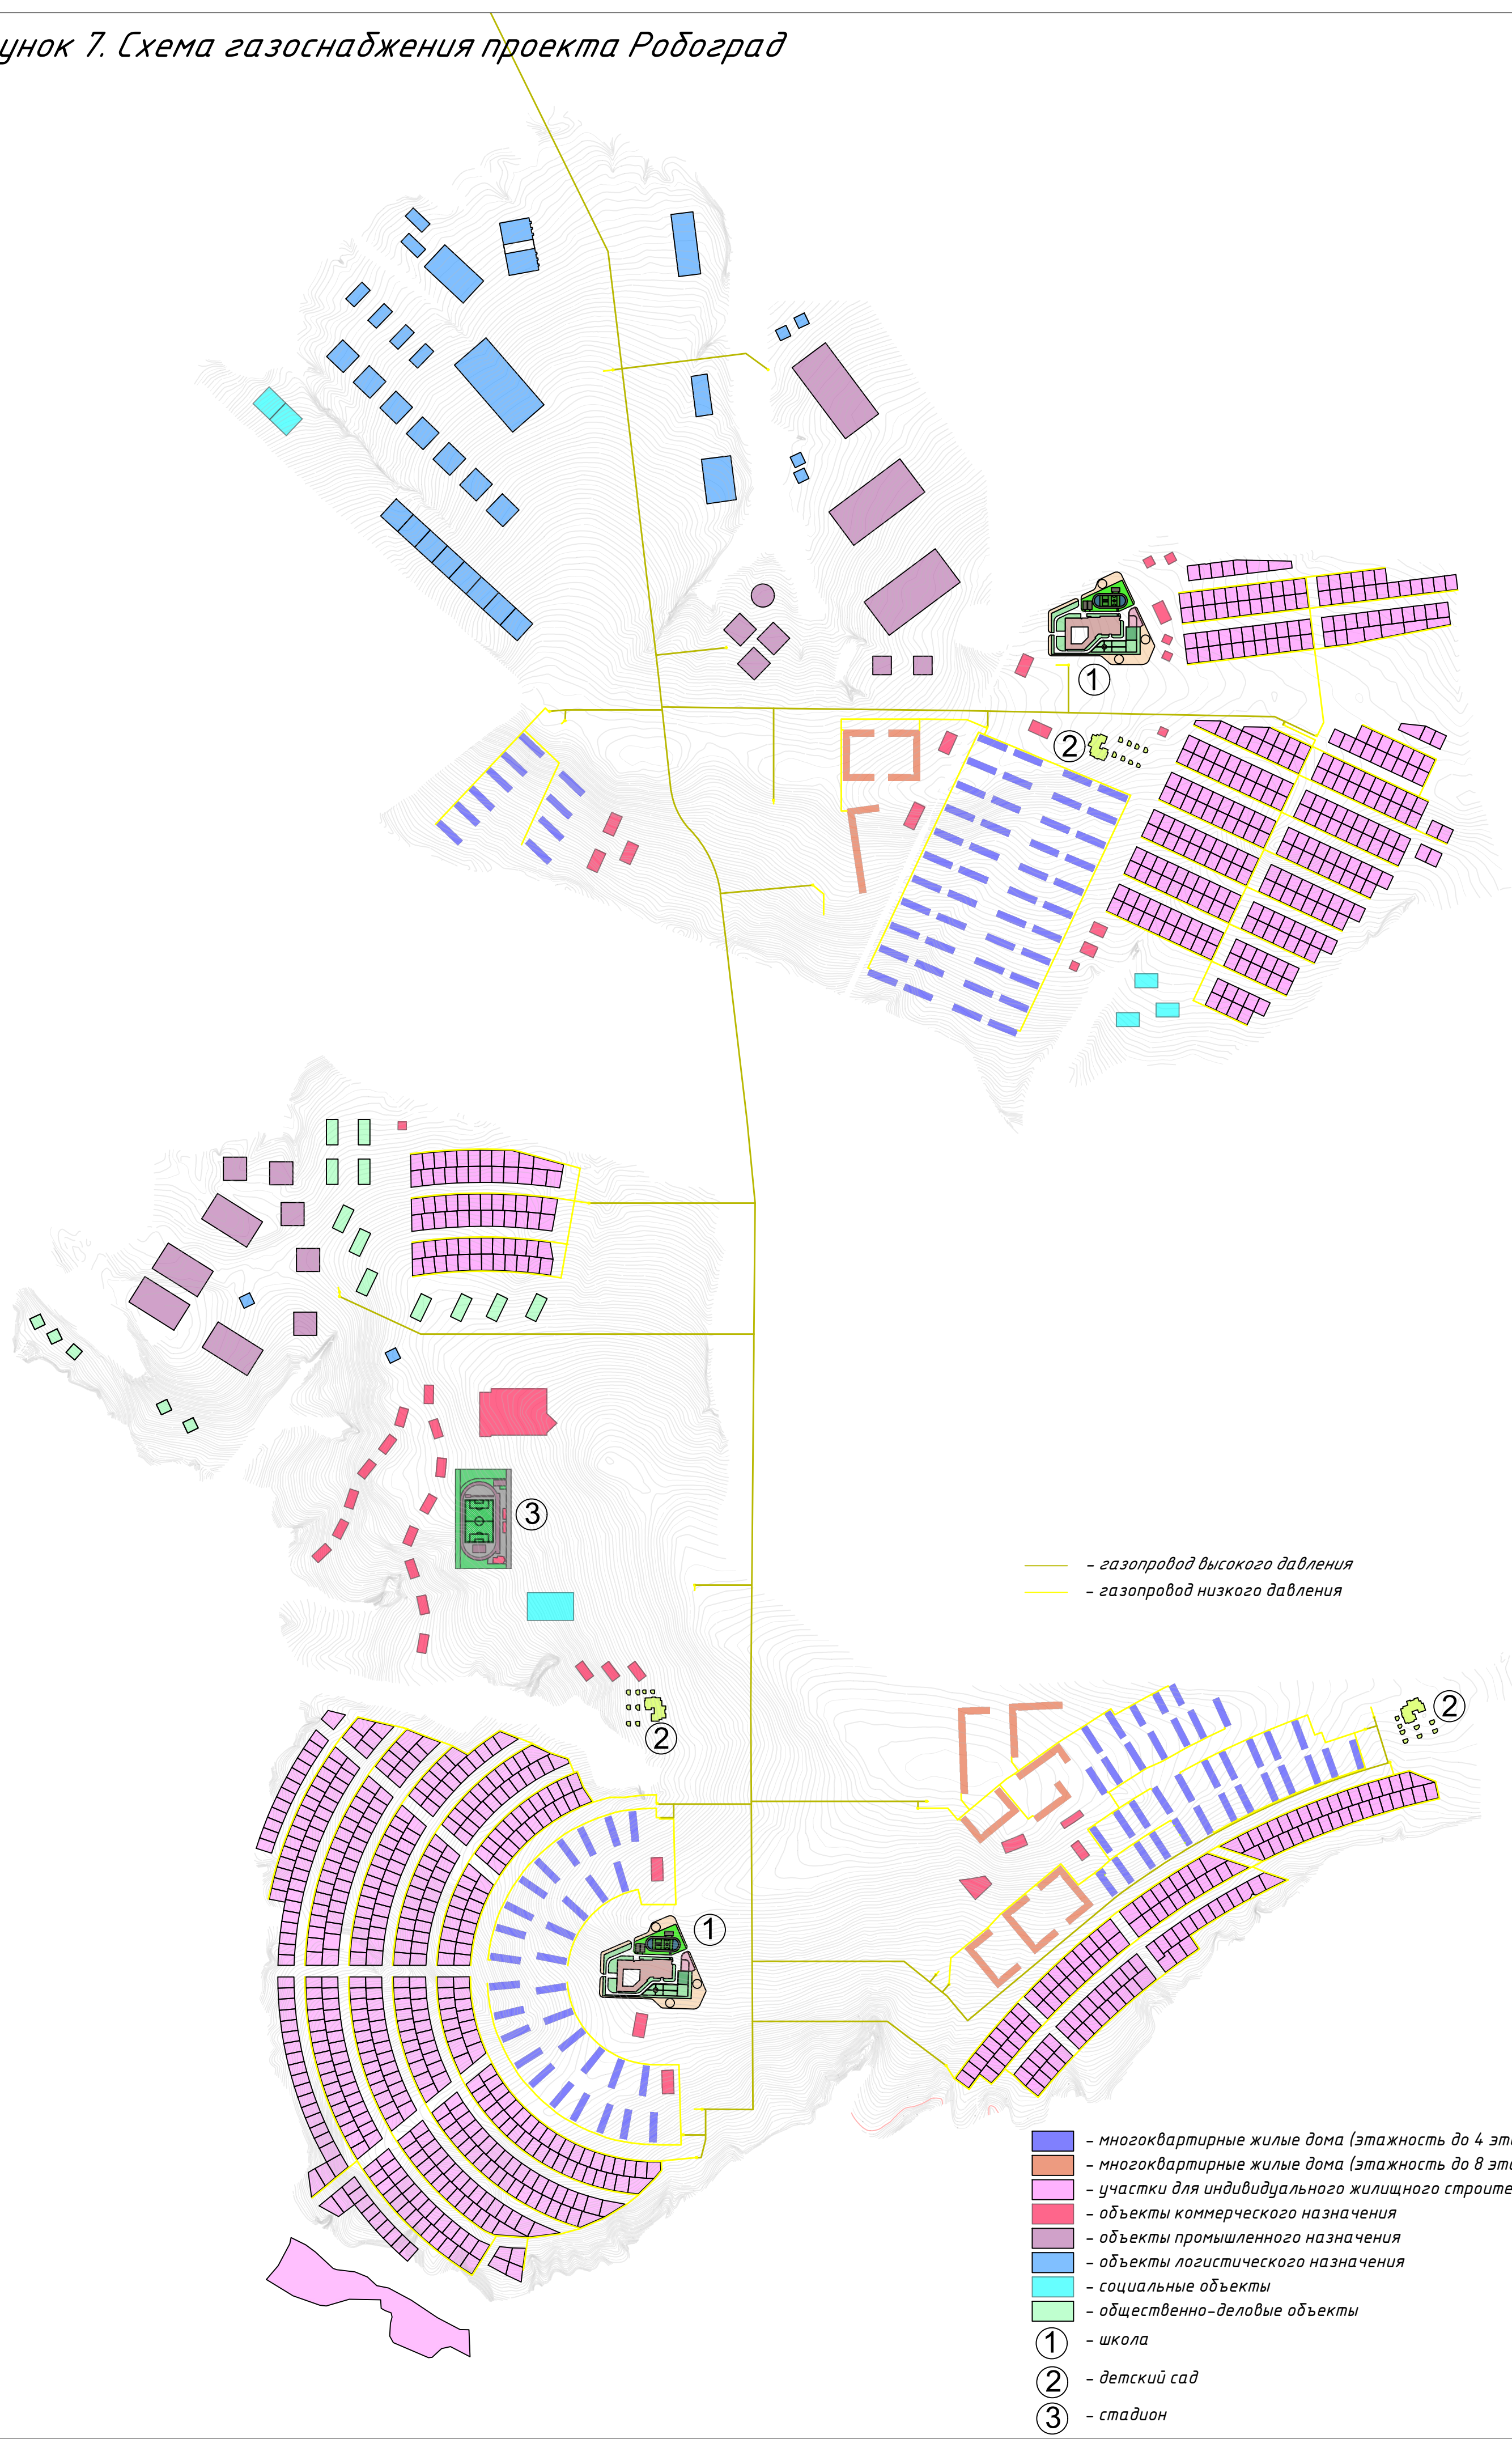 унок 7. Схема газоснабжения проекта Робоград
1
2
3
- газопровод высокого давления
- газопровод низкого давления
2
2
1
- многоквартирные жилые дома (этажность до 4 эт
- многоквартирные жилые дома (этажность до 8 эт
- участки для индивидуального жилищного строите
- объекты коммерческого назначения
- объекты промышленного назначения
- объекты логистического назначения
- социальные объекты
- общественно-деловые объекты
1 - школа
2 - детский сад
3 - стадион